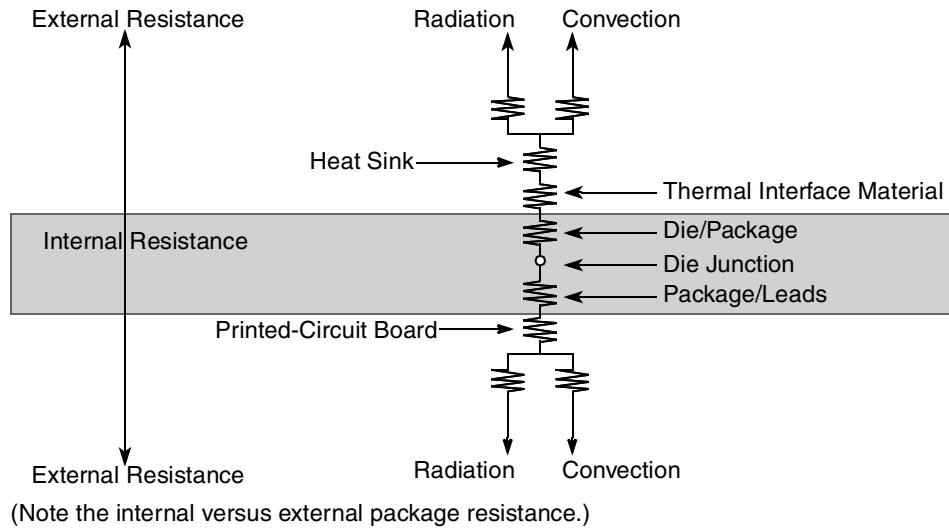 External Resistance
Radiation
Convection
Heat Sink
Thermal Interface Material
Internal Resistance
Die/Package
Die Junction
Package/Leads
Printed-Circuit Board
External Resistance
Radiation
Convection
(Note the internal versus external package resistance.)